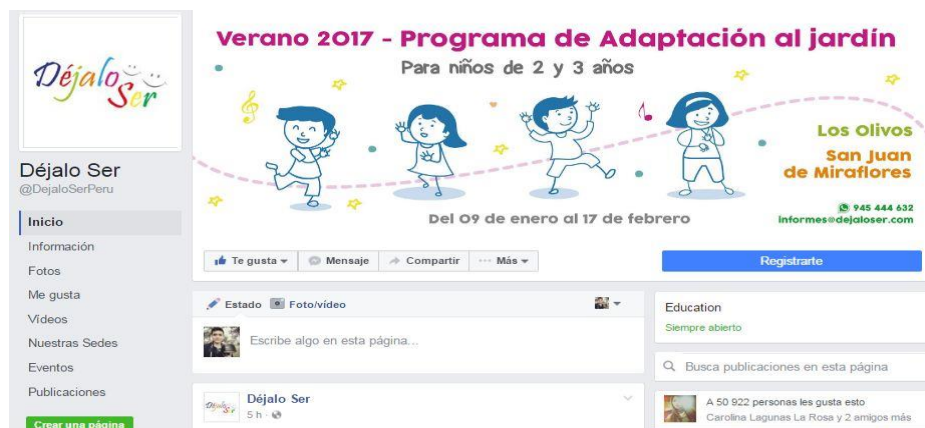 Déjalo
Ser
Déjalo Ser
@DejaloSerPeru
Inicio
Información
Fotos
Me gusta
Vídeos
Nuestras Sedes
Eventos
Publicaciones
Crear una página
Verano 2017 - Programa de Adaptación al jardín
Para niños de 2 y 3 años
Los Olivos
San Juan
de Miraflores
Del 09 de enero al 17 de febrero
945 444 632
informes@dejaloser.com
Te gusta
Mensaje
Compartir
··· Más
Registrarte
Estado
Foto/vídeo
Escribe algo en esta página...
Déjalo Ser
Déjalo Ser
5 h ·
Education
Siempre abierto
Busca publicaciones en esta página
A 50 922 personas les gusta esto
Carolina Lagunas La Rosa y 2 amigos más